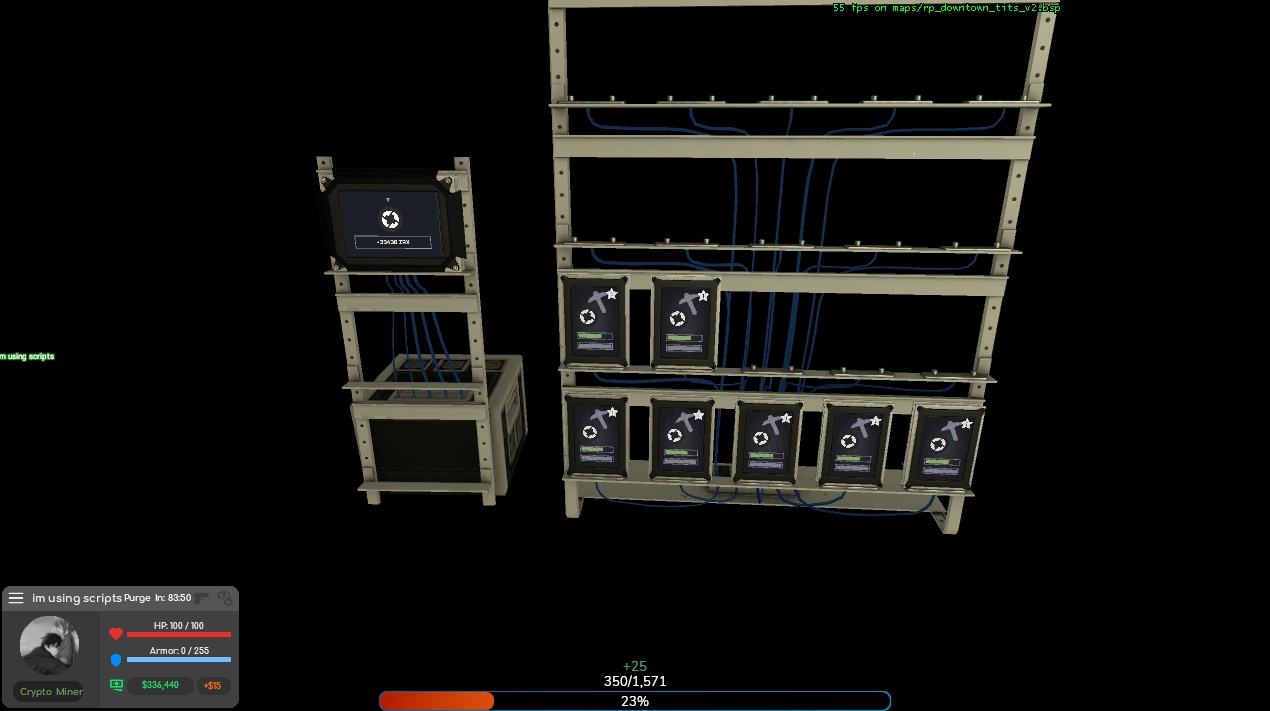 55 fps on maps/rp_downtown_tits_v2.bsp
m using scripts
im using scripts Purge In: 83:50
HP: 100 / 100
Armor: 0 / 255
Crypto Miner
$336,440
+$15
+25
350/1,571
23%